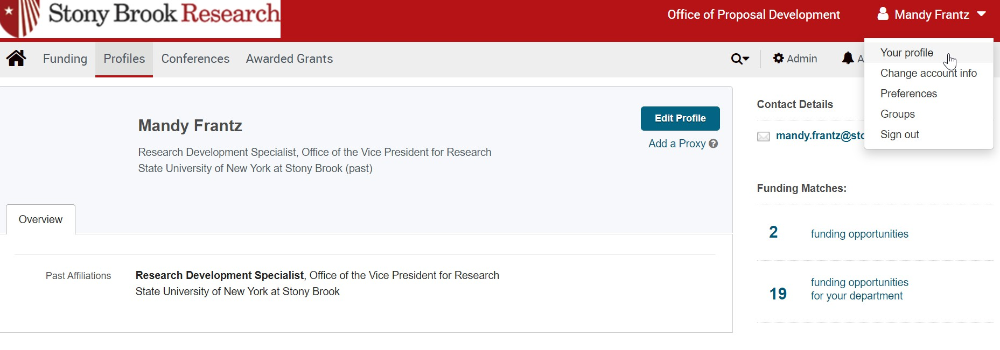 Stony Brook Research
Office of Proposal Development
Mandy Frantz
Funding
Profiles
Conferences
Awarded Grants
Admin
A
Your profile
Change account info
Preferences
Groups
Sign out
Mandy Frantz
Research Development Specialist, Office of the Vice President for Research
State University of New York at Stony Brook (past)
Edit Profile
Add a Proxy ?
Overview
Past Affiliations
Research Development Specialist, Office of the Vice President for Research
State University of New York at Stony Brook
Contact Details
mandy.frantz@sto
Funding Matches:
2 funding opportunities
19 funding opportunities
for your department